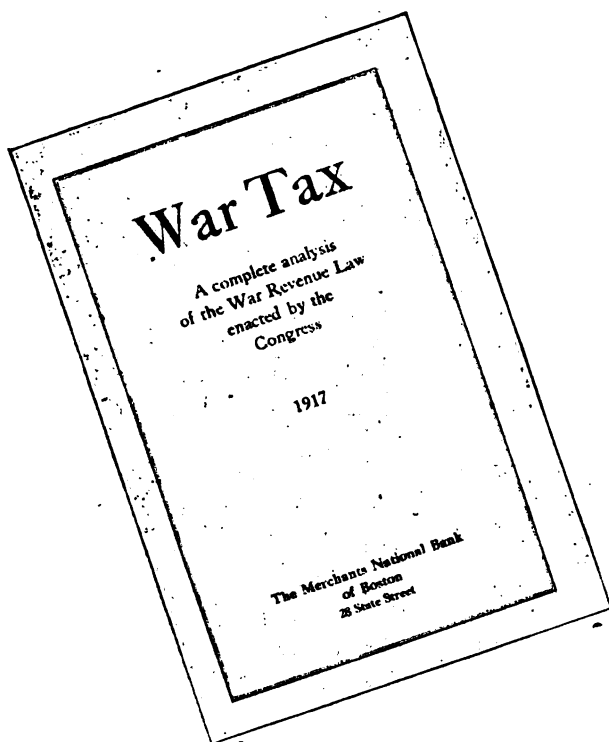 War Tax
A complete analysis
of the War Revenue Law
enacted by the
Congress
1917
The Merchants National Bank
of Boston
28 State Street